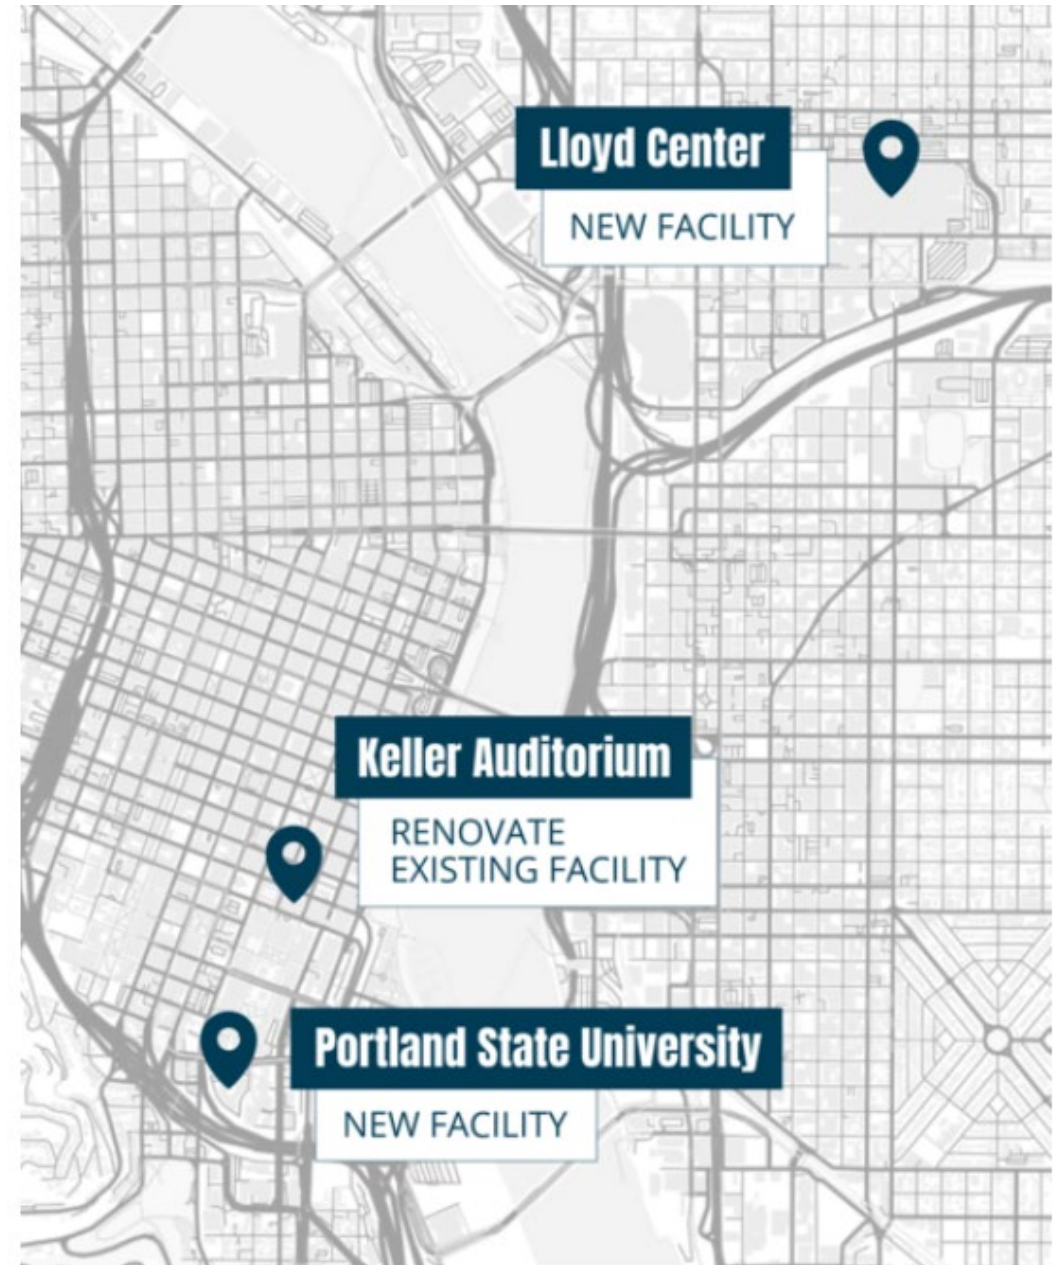 Lloyd Center
NEW FACILITY
Keller Auditorium
RENOVATE
EXISTING FACILITY
Portland State University
NEW FACILITY